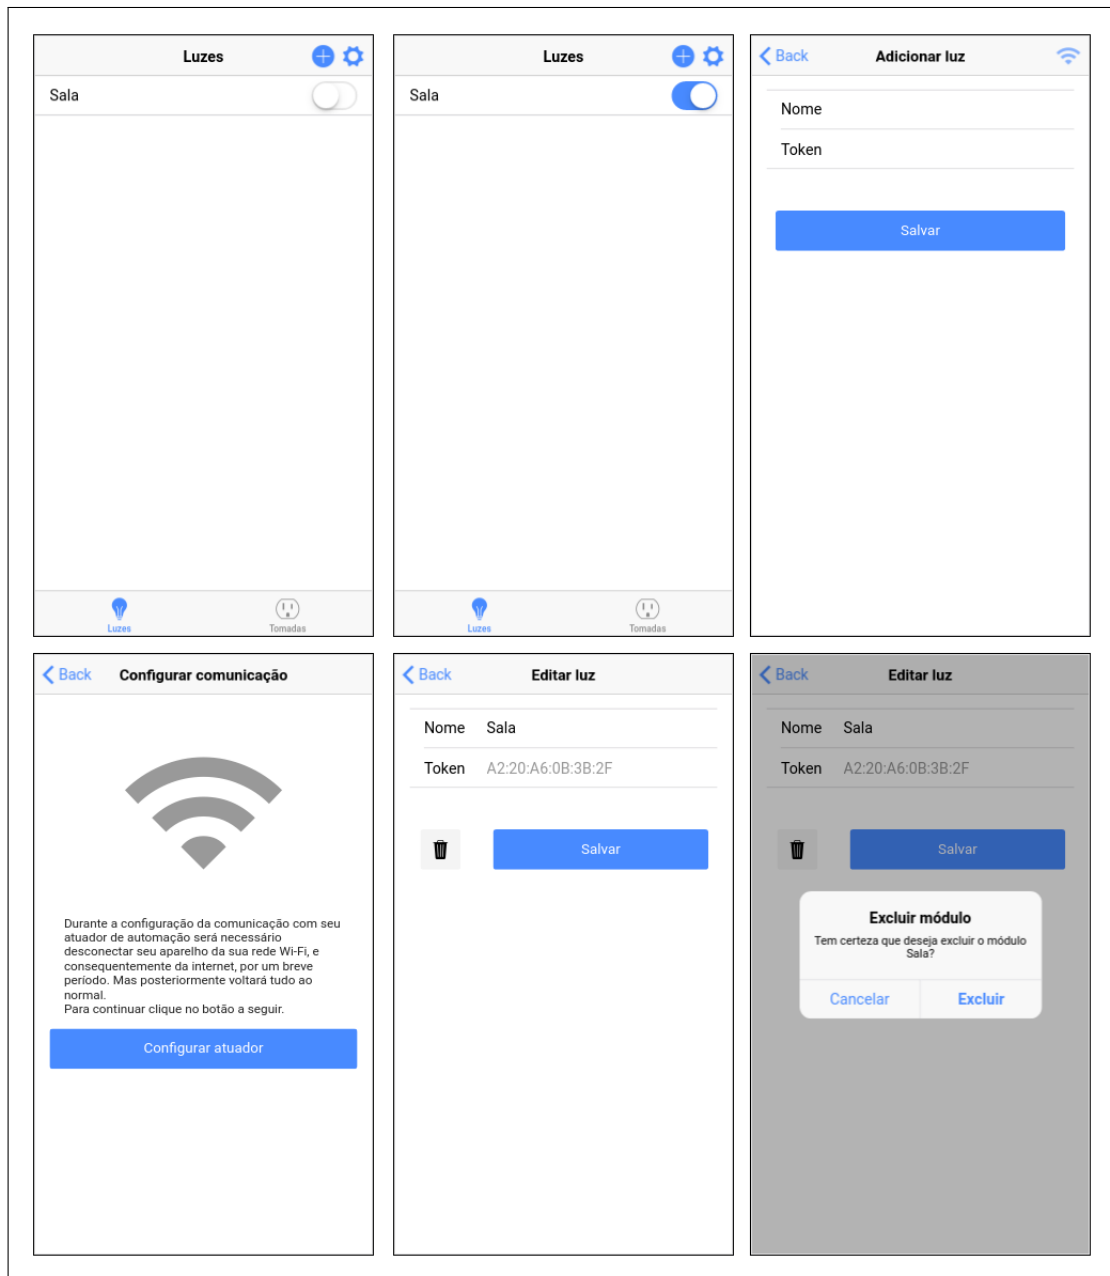 Luzes
Sala
Luzes
Tomadas
Luzes
Sala
Luzes
Tomadas
Back
Adicionar luz
Nome
Token
Salvar
Back
Configurar comunicação
Durante a configuração da comunicação com seu
atuador de automação será necessário
desconectar seu aparelho da sua rede Wi-Fi, e
consequentemente da internet, por um breve
período. Mas posteriormente voltará tudo ao
normal.
Para continuar clique no botão a seguir.
Configurar atuador
Back
Editar luz
Nome Sala
Token A2:20:A6:0B:3B:2F
Salvar
Back
Editar luz
Nome Sala
Token A2:20:A6:0B:3B:2F
Salvar
Excluir módulo
Tem certeza que deseja excluir o módulo
Sala?
Cancelar
Excluir